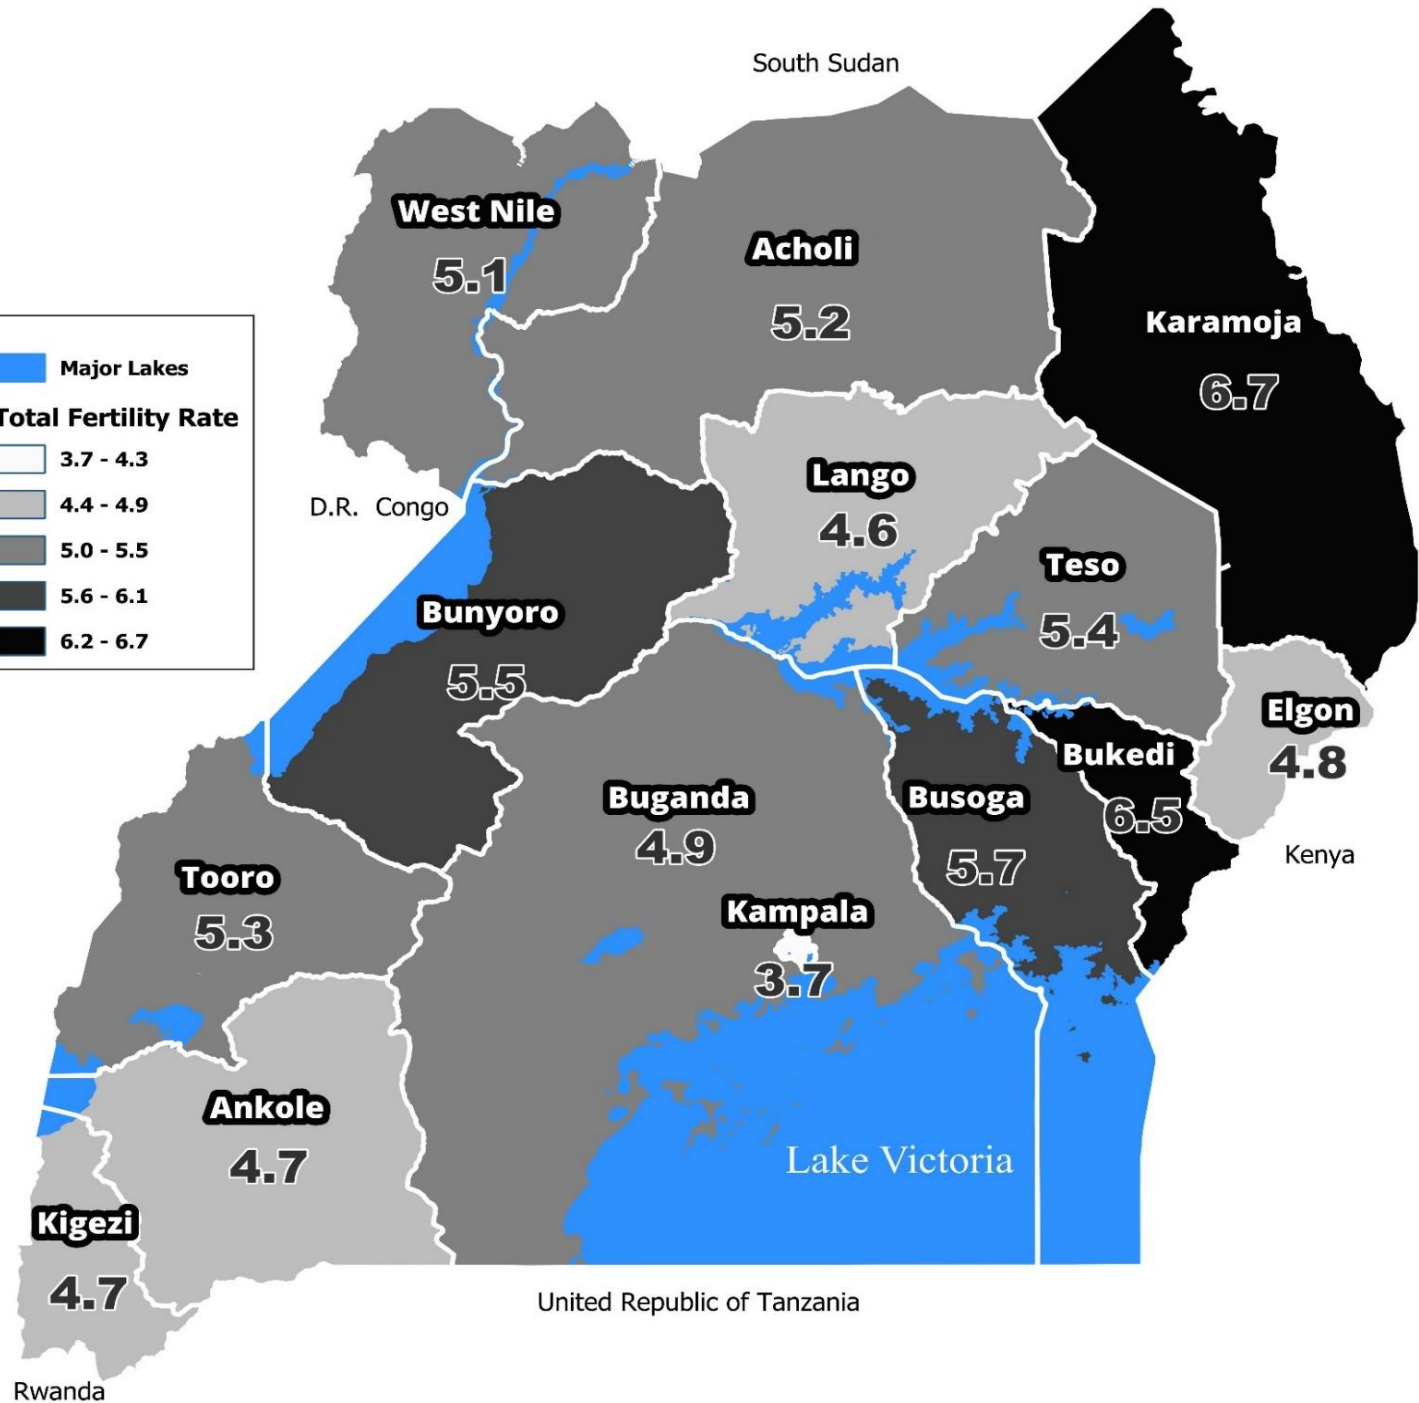 South Sudan
West Nile
5.1
Acholi
5.2
Karamoja
6.7
Major Lakes
Total Fertility Rate
3.7 - 4.3
4.4 - 4.9
5.0 - 5.5
5.6 - 6.1
6.2 - 6.7
D.R. Congo
Lango
4.6
Teso
5.4
Bunyoro
5.5
Elgon
4.8
Bukedi
6.5
Buganda
4.9
Busoga
5.7
Kenya
Tooro
5.3
Kampala
3.7
Ankole
4.7
Lake Victoria
Kigezi
4.7
United Republic of Tanzania
Rwanda